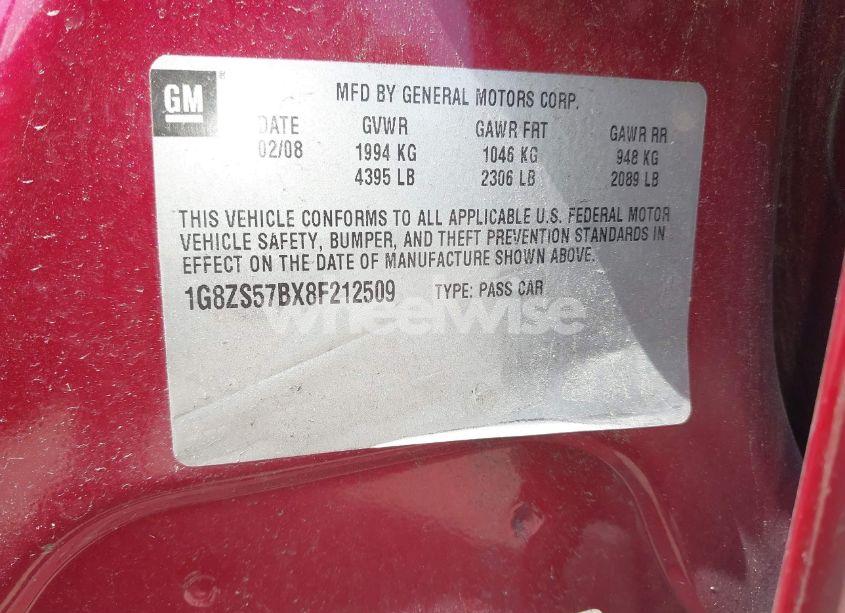 GM
MFD BY GENERAL MOTORS CORP.
DATE GVWR GAWR FRT GAWR RR
02/08 1994 KG 1046 KG 948 KG
4395 LB 2306 LB 2089 LB
THIS VEHICLE CONFORMS TO ALL APPLICABLE U.S. FEDERAL MOTOR
VEHICLE SAFETY, BUMPER, AND THEFT PREVENTION STANDARDS IN
EFFECT ON THE DATE OF MANUFACTURE SHOWN ABOVE.
1G8ZS57BX8F212509 TYPE: PASS CAR
wheelwise